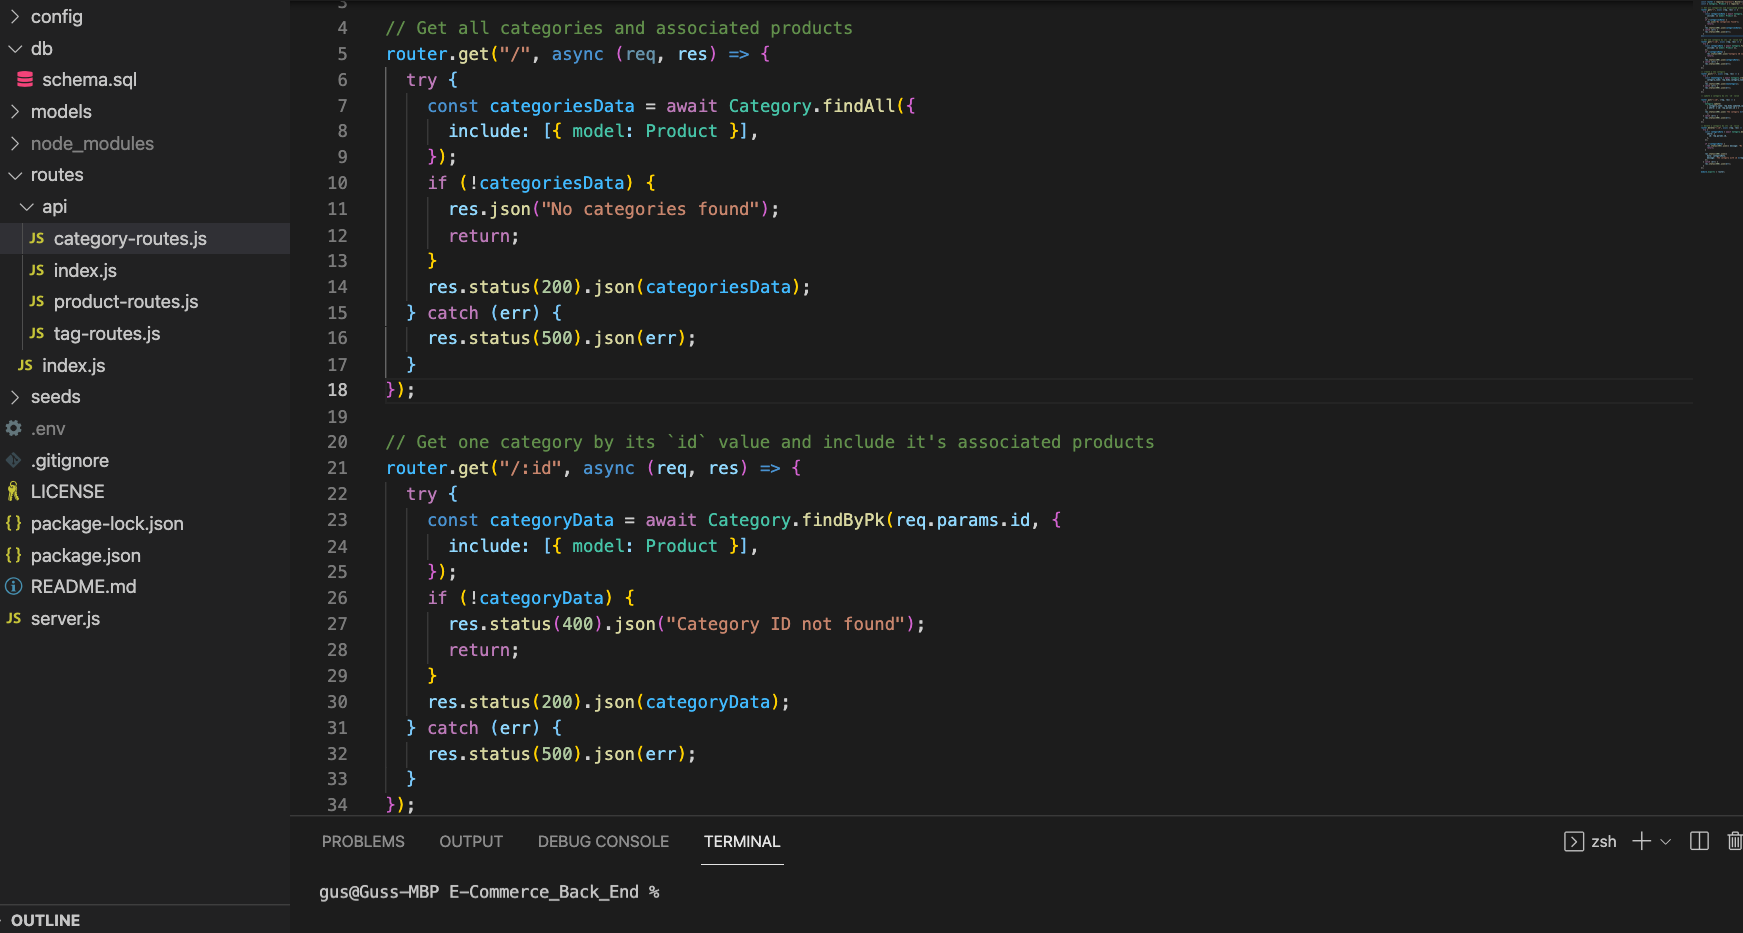 config
db
schema.sql
models
node_modules
routes
api
JS category-routes.js
JS index.js
JS product-routes.js
JS tag-routes.js
JS index.js
seeds
.env
.gitignore
LICENSE
{} package-lock.json
{} package.json
README.md
JS server.js
OUTLINE
3
4 // Get all categories and associated products
5 router.get("/", async (req, res) => {
6 try {
7 const categoriesData = await Category.findAll({
8 include: [{ model: Product }],
9 });
10 if (!categoriesData) {
11 res.json("No categories found");
12 return;
13 }
14 res.status(200).json(categoriesData);
15 } catch (err) {
16 res.status(500).json(err);
17 }
18 });
19
20 // Get one category by its `id` value and include it's associated products
21 router.get("/:id", async (req, res) => {
22 try {
23 const categoryData = await Category.findByPk(req.params.id, {
24 include: [{ model: Product }],
25 });
26 if (!categoryData) {
27 res.status(400).json("Category ID not found");
28 return;
29 }
30 res.status(200).json(categoryData);
31 } catch (err) {
32 res.status(500).json(err);
33 }
34 });
PROBLEMS OUTPUT DEBUG CONSOLE TERMINAL zsh
gus@Guss-MBP E-Commerce_Back_End %